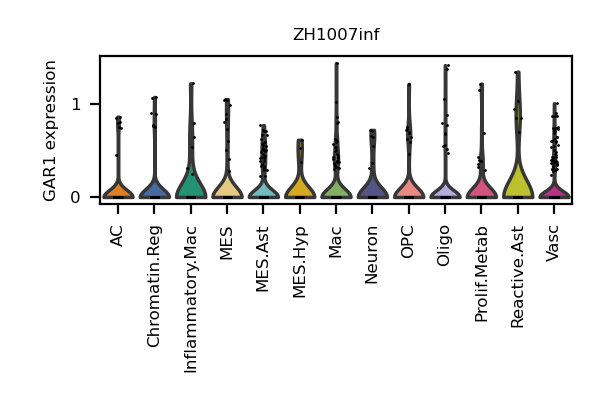 ZH1007inf
GAR1 expression
1
0
AC
Chromatin.Reg
Inflammatory.Mac
MES
MES.Ast
MES.Hyp
Mac
Neuron
OPC
Oligo
Prolif.Metab
Reactive.Ast
Vasc